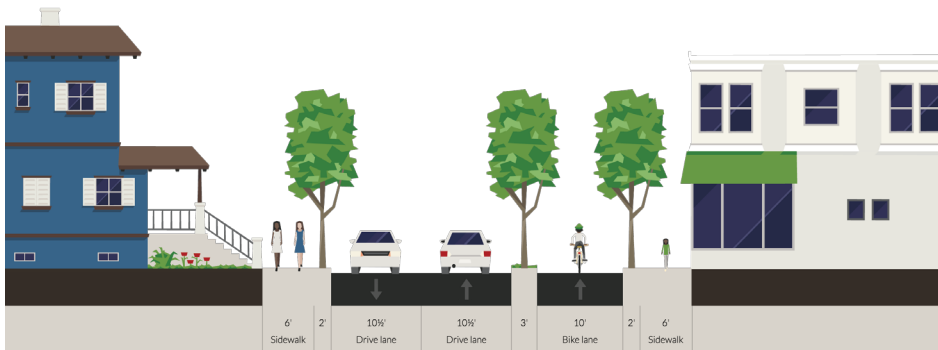 6' 2' 10½' 10½' 3' 10' 2' 6'
Sidewalk Drive lane Drive lane Bike lane Sidewalk